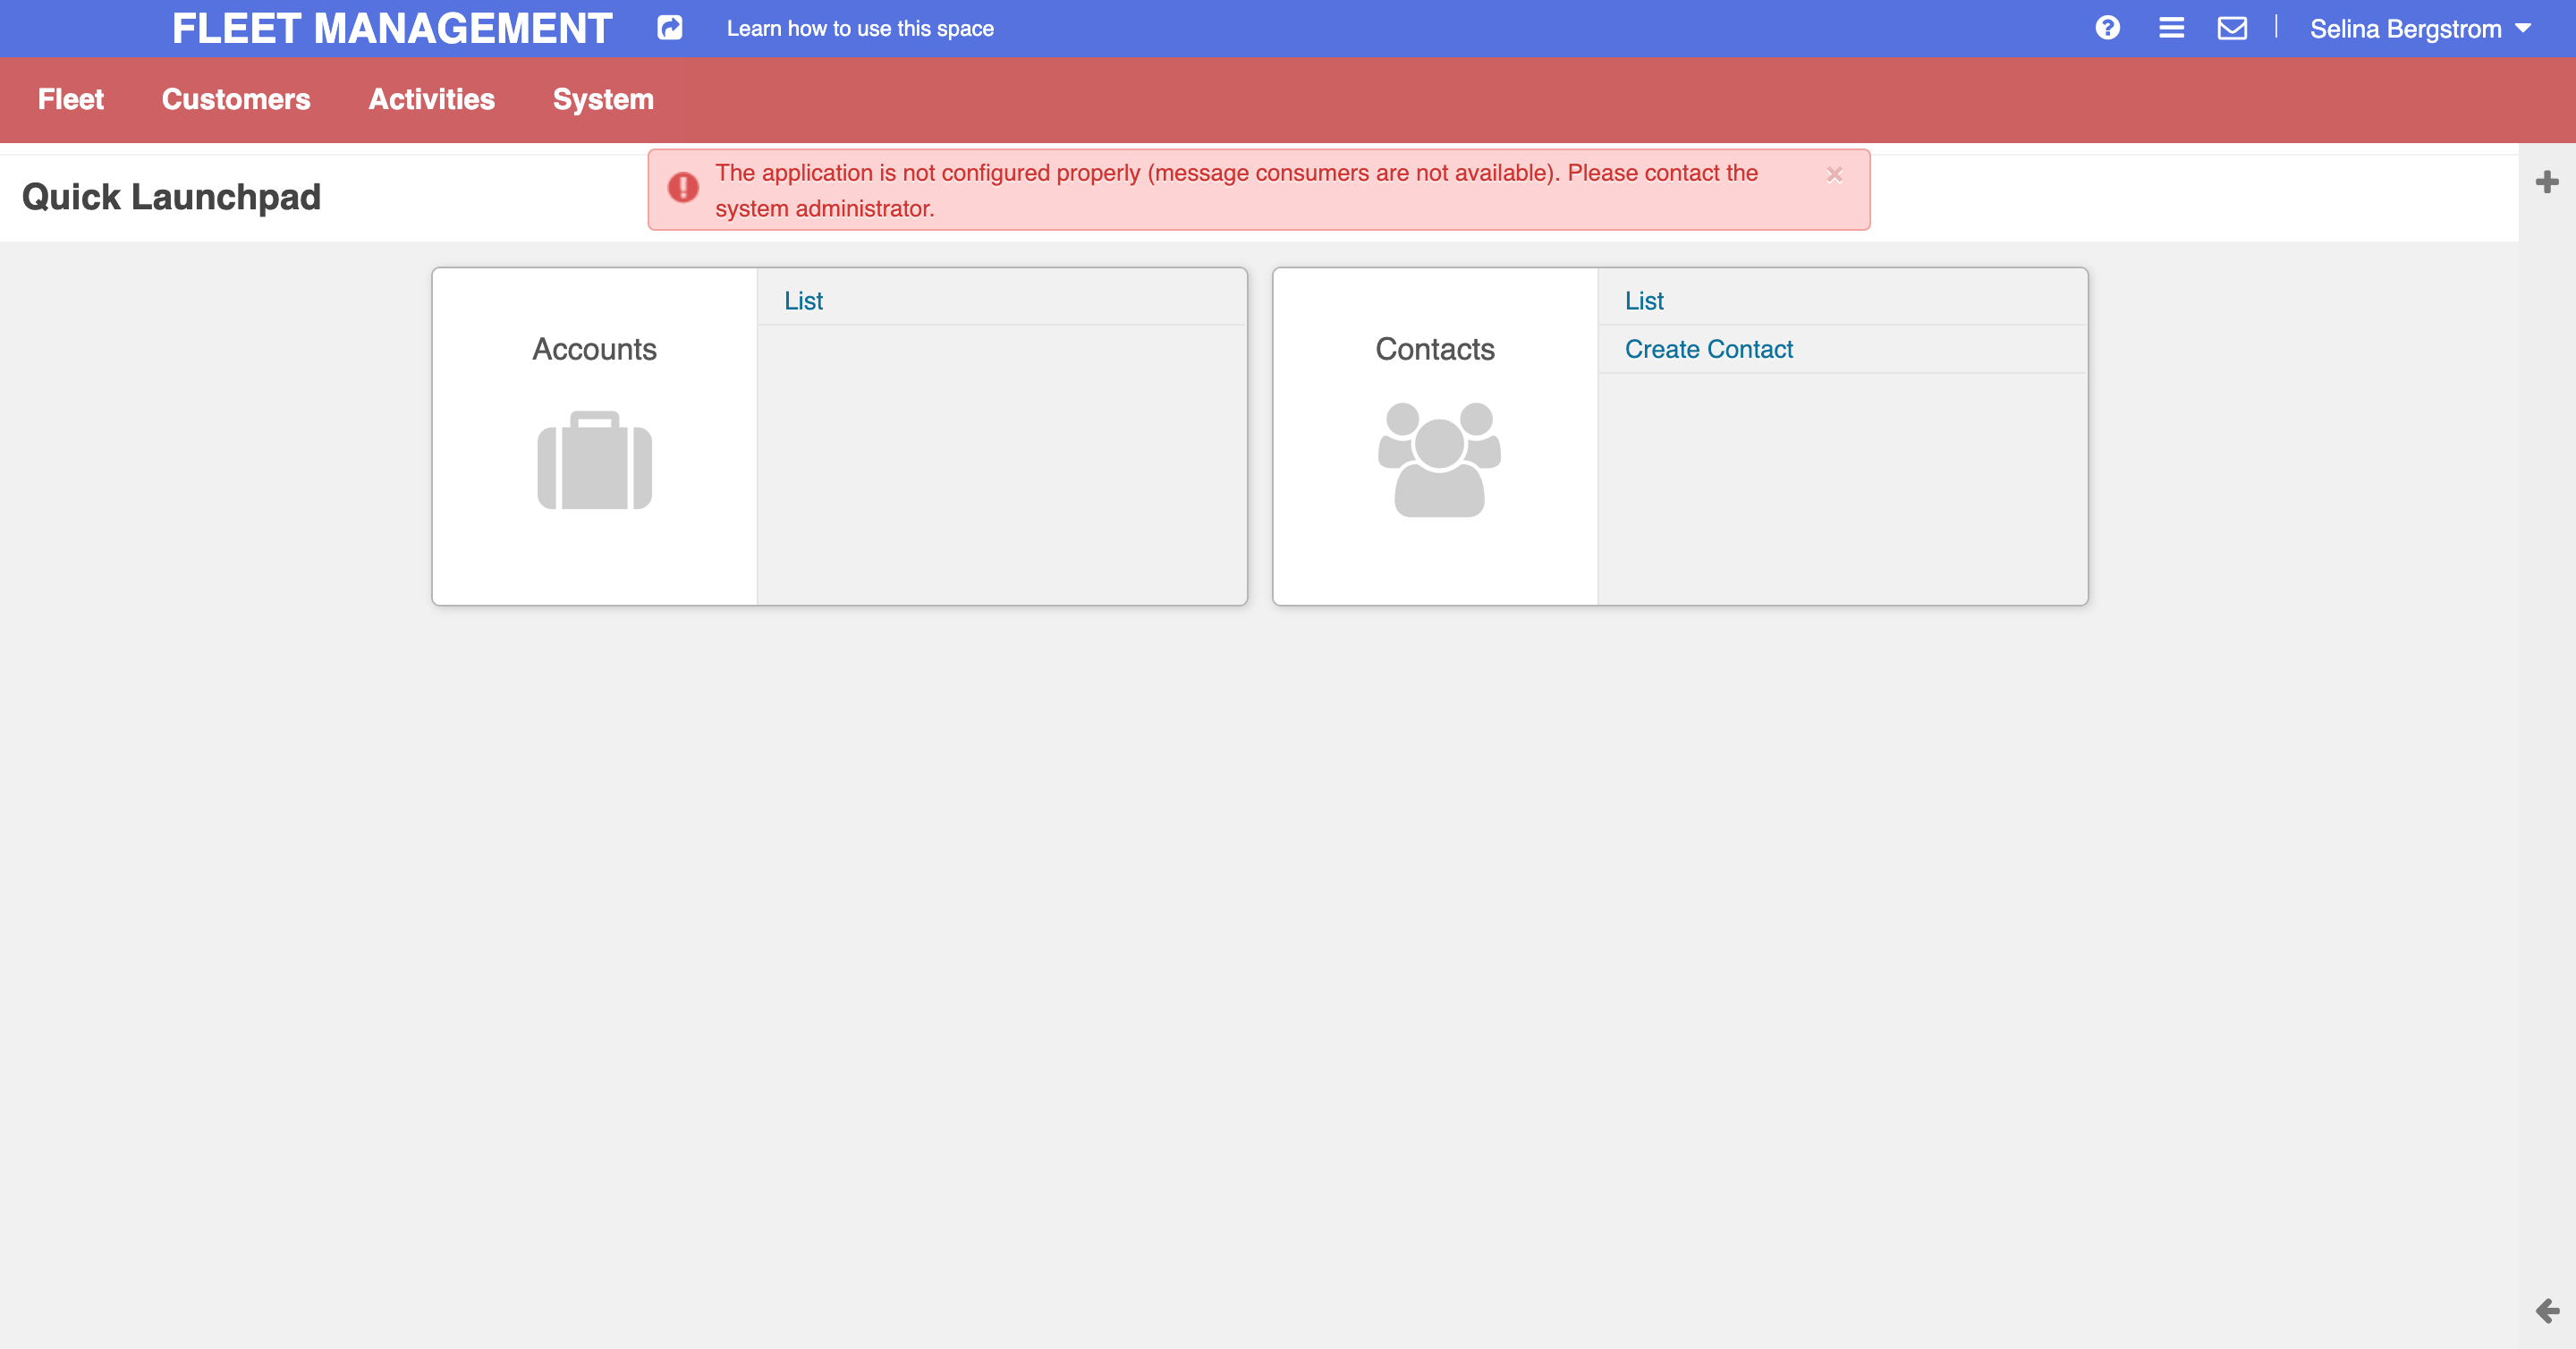 FLEET MANAGEMENT
Learn how to use this space
Selina Bergstrom
Fleet
Customers
Activities
System
The application is not configured properly (message consumers are not available). Please contact the
system administrator.
Quick Launchpad
Accounts
List
Contacts
List
Create Contact